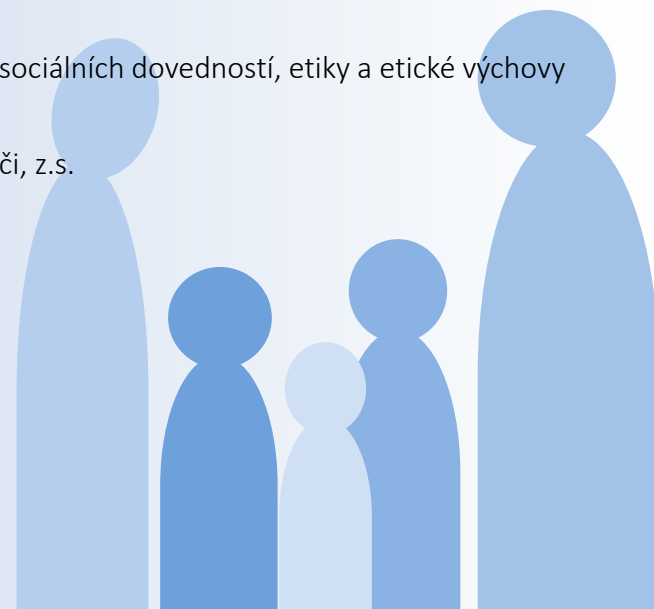 sociálních dovedností, etiky a etické výchovy
či, z.s.